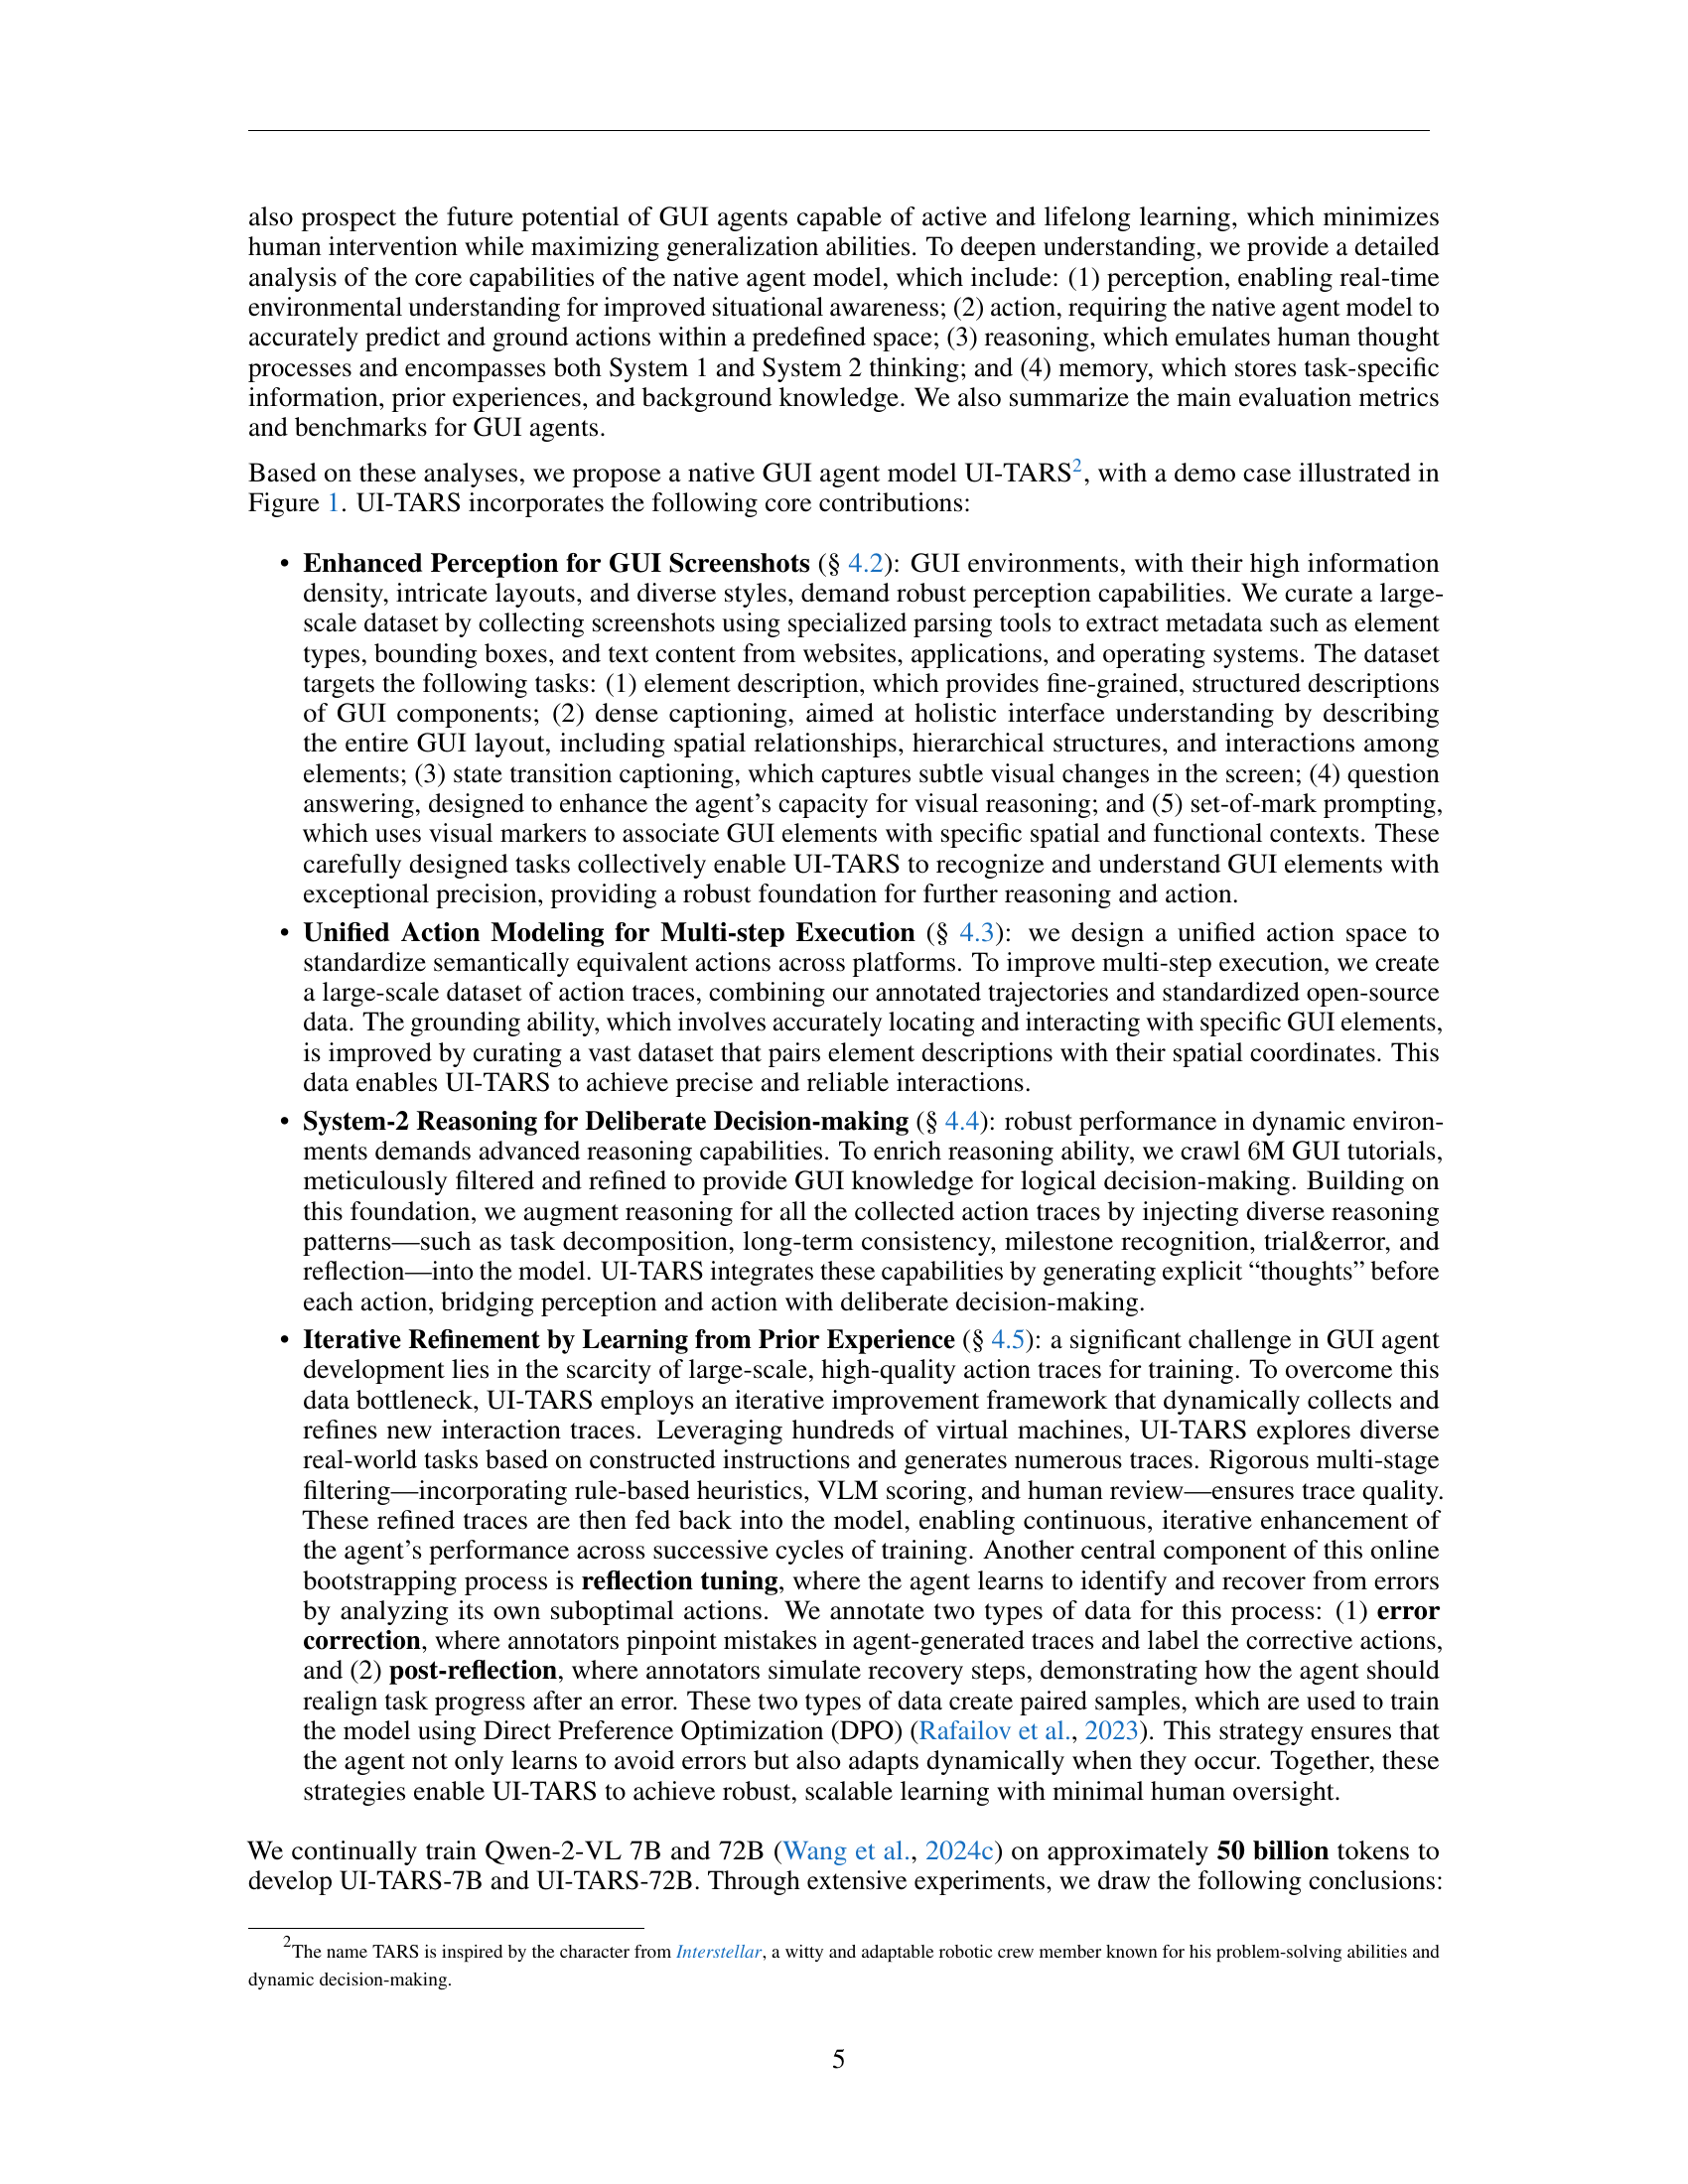 also prospect the future potential of GUI agents capable of active and lifelong learning, which minimizes
human intervention while maximizing generalization abilities. To deepen understanding, we provide a detailed
analysis of the core capabilities of the native agent model, which include: (1) perception, enabling real-time
environmental understanding for improved situational awareness; (2) action, requiring the native agent model to
accurately predict and ground actions within a predefined space; (3) reasoning, which emulates human thought
processes and encompasses both System 1 and System 2 thinking; and (4) memory, which stores task-specific
information, prior experiences, and background knowledge. We also summarize the main evaluation metrics
and benchmarks for GUI agents.
Based on these analyses, we propose a native GUI agent model UI-TARS2, with a demo case illustrated in
Figure 1. UI-TARS incorporates the following core contributions:
• Enhanced Perception for GUI Screenshots (§ 4.2): GUI environments, with their high information
density, intricate layouts, and diverse styles, demand robust perception capabilities. We curate a large-
scale dataset by collecting screenshots using specialized parsing tools to extract metadata such as element
types, bounding boxes, and text content from websites, applications, and operating systems. The dataset
targets the following tasks: (1) element description, which provides fine-grained, structured descriptions
of GUI components; (2) dense captioning, aimed at holistic interface understanding by describing
the entire GUI layout, including spatial relationships, hierarchical structures, and interactions among
elements; (3) state transition captioning, which captures subtle visual changes in the screen; (4) question
answering, designed to enhance the agent's capacity for visual reasoning; and (5) set-of-mark prompting,
which uses visual markers to associate GUI elements with specific spatial and functional contexts. These
carefully designed tasks collectively enable UI-TARS to recognize and understand GUI elements with
exceptional precision, providing a robust foundation for further reasoning and action.
• Unified Action Modeling for Multi-step Execution (§ 4.3): we design a unified action space to
standardize semantically equivalent actions across platforms. To improve multi-step execution, we create
a large-scale dataset of action traces, combining our annotated trajectories and standardized open-source
data. The grounding ability, which involves accurately locating and interacting with specific GUI elements,
is improved by curating a vast dataset that pairs element descriptions with their spatial coordinates. This
data enables UI-TARS to achieve precise and reliable interactions.
• System-2 Reasoning for Deliberate Decision-making (§ 4.4): robust performance in dynamic environ-
ments demands advanced reasoning capabilities. To enrich reasoning ability, we crawl 6M GUI tutorials,
meticulously filtered and refined to provide GUI knowledge for logical decision-making. Building on
this foundation, we augment reasoning for all the collected action traces by injecting diverse reasoning
patterns—such as task decomposition, long-term consistency, milestone recognition, trial&error, and
reflection—into the model. UI-TARS integrates these capabilities by generating explicit “thoughts” before
each action, bridging perception and action with deliberate decision-making.
• Iterative Refinement by Learning from Prior Experience (§ 4.5): a significant challenge in GUI agent
development lies in the scarcity of large-scale, high-quality action traces for training. To overcome this
data bottleneck, UI-TARS employs an iterative improvement framework that dynamically collects and
refines new interaction traces. Leveraging hundreds of virtual machines, UI-TARS explores diverse
real-world tasks based on constructed instructions and generates numerous traces. Rigorous multi-stage
filtering—incorporating rule-based heuristics, VLM scoring, and human review—ensures trace quality.
These refined traces are then fed back into the model, enabling continuous, iterative enhancement of
the agent's performance across successive cycles of training. Another central component of this online
bootstrapping process is reflection tuning, where the agent learns to identify and recover from errors
by analyzing its own suboptimal actions. We annotate two types of data for this process: (1) error
correction, where annotators pinpoint mistakes in agent-generated traces and label the corrective actions,
and (2) post-reflection, where annotators simulate recovery steps, demonstrating how the agent should
realign task progress after an error. These two types of data create paired samples, which are used to train
the model using Direct Preference Optimization (DPO) (Rafailov et al., 2023). This strategy ensures that
the agent not only learns to avoid errors but also adapts dynamically when they occur. Together, these
strategies enable UI-TARS to achieve robust, scalable learning with minimal human oversight.
We continually train Qwen-2-VL 7B and 72B (Wang et al., 2024c) on approximately 50 billion tokens to
develop UI-TARS-7B and UI-TARS-72B. Through extensive experiments, we draw the following conclusions:
2The name TARS is inspired by the character from Interstellar, a witty and adaptable robotic crew member known for his problem-solving abilities and
dynamic decision-making.
5